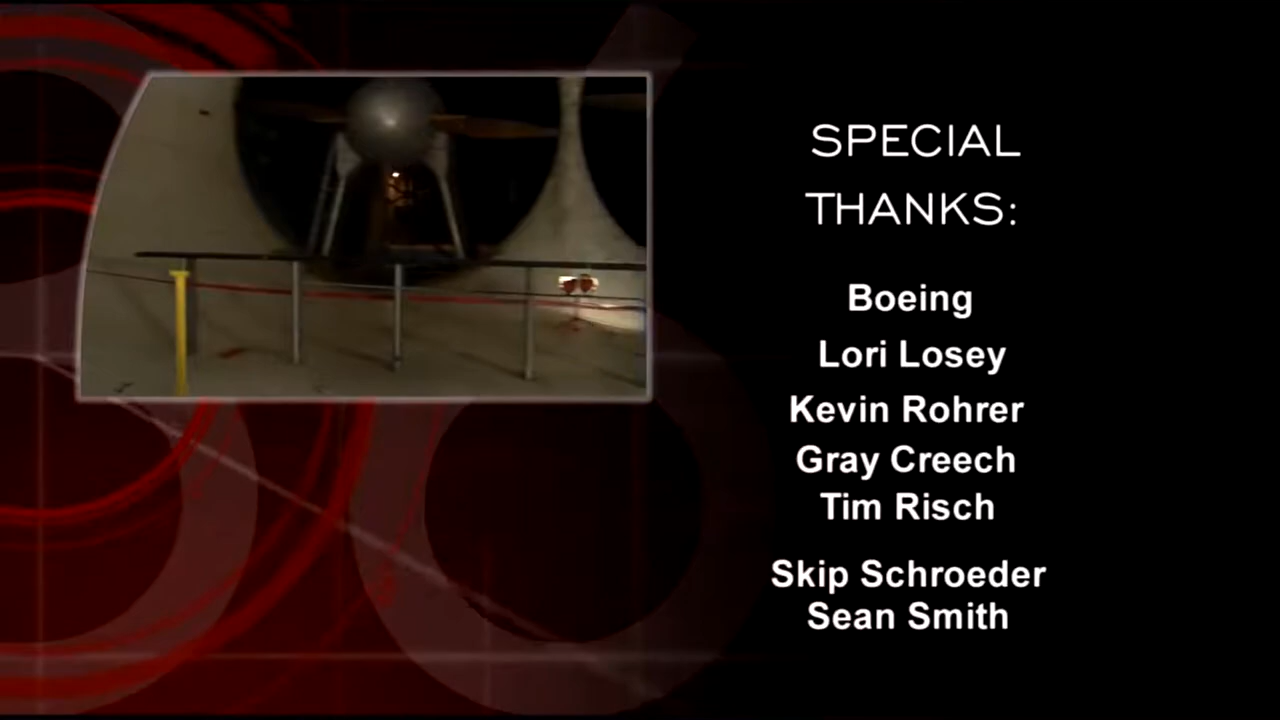 SPECIAL
THANKS:
Boeing
Lori Losey
Kevin Rohrer
Gray Creech
Tim Risch
Skip Schroeder
Sean Smith